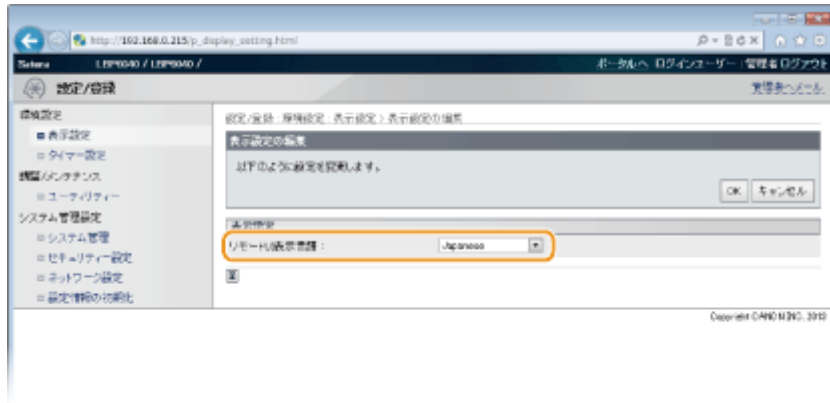 http://192.168.0.215/p_display_setting.html
Satera LBP6040 / LBP6040 / ポータルへ ログインユーザー: 管理者 ログアウト
設定/登録 管理者へメール
環境設定
表示設定
タイマー設定
調整/メンテナンス
ユーティリティー
システム管理設定
システム管理
セキュリティー設定
ネットワーク設定
設定情報の初期化
設定/登録 : 環境設定 : 表示設定 > 表示設定の編集
表示設定の編集
以下のように設定を変更します。
OK キャンセル
表示設定
リモートUI表示言語 : Japanese
Copyright CANON INC. 2013